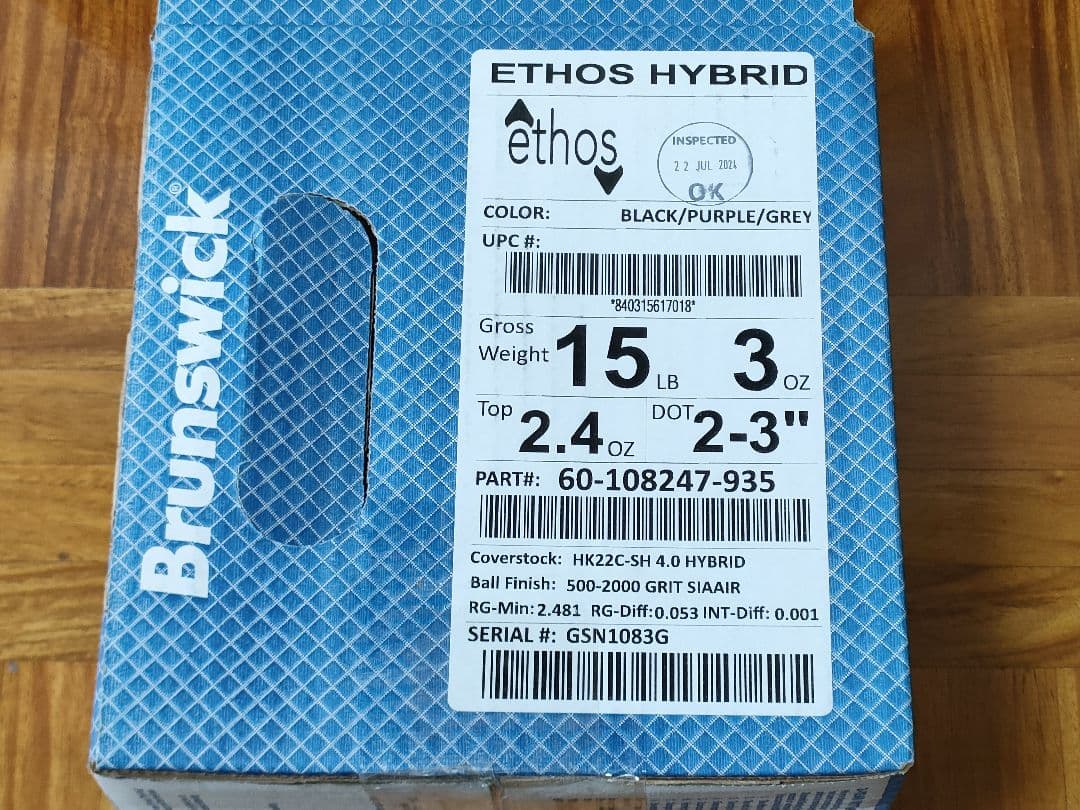 Brunswick®
ETHOS HYBRID
ethos
INSPECTED
22 JUL 2024
OK
COLOR: BLACK/PURPLE/GREY
UPC #:
*840315617018*
Gross Weight 15 LB 3 OZ
Top 2.4 OZ DOT 2-3"
PART#: 60-108247-935
Coverstock: HK22C-SH 4.0 HYBRID
Ball Finish: 500-2000 GRIT SIAAIR
RG-Min: 2.481 RG-Diff: 0.053 INT-Diff: 0.001
SERIAL #: GSN1083G